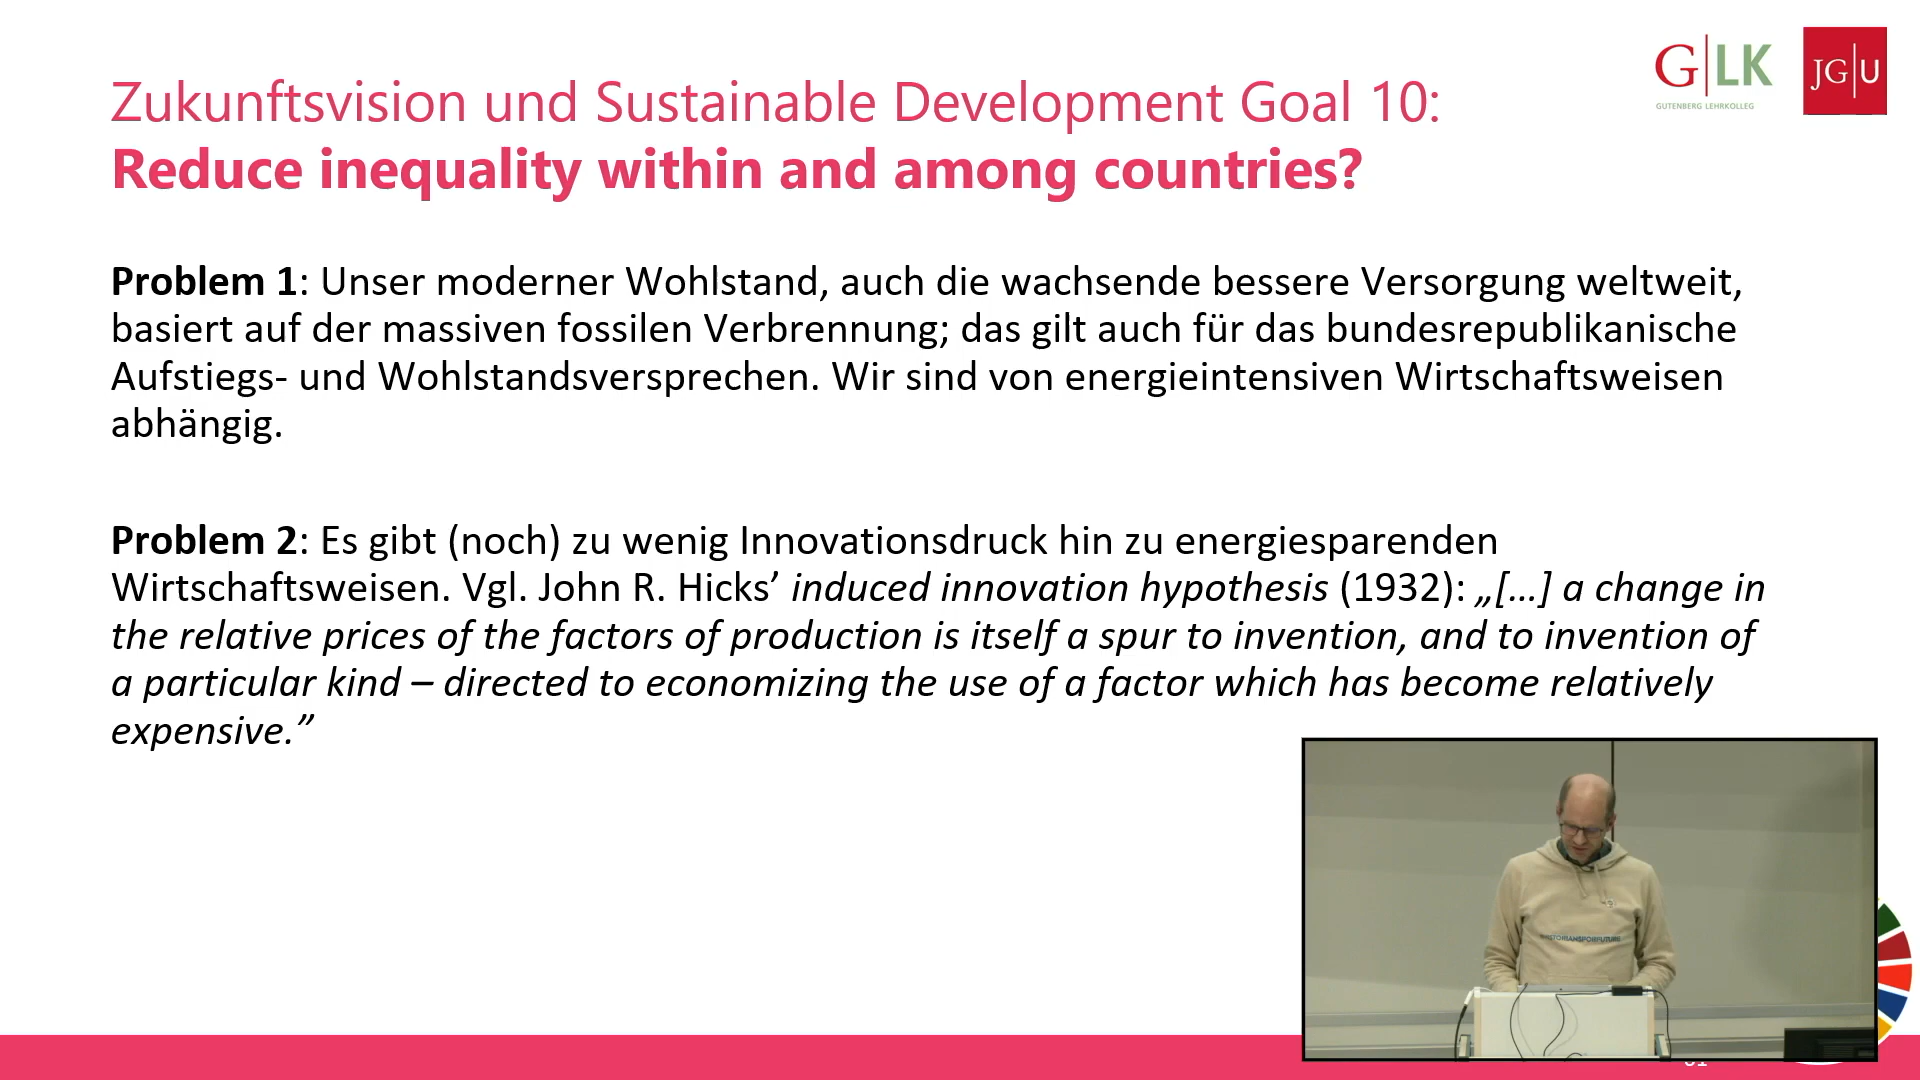 Zukunftsvision und Sustainable Development Goal 10:
Reduce inequality within and among countries?
G|LK
GUTENBERG LEHRKOLLEG
JG|U
Problem 1: Unser moderner Wohlstand, auch die wachsende bessere Versorgung weltweit,
basiert auf der massiven fossilen Verbrennung; das gilt auch für das bundesrepublikanische
Aufstiegs- und Wohlstandsversprechen. Wir sind von energieintensiven Wirtschaftsweisen
abhängig.
Problem 2: Es gibt (noch) zu wenig Innovationsdruck hin zu energiesparenden
Wirtschaftsweisen. Vgl. John R. Hicks’ induced innovation hypothesis (1932): „[…] a change in
the relative prices of the factors of production is itself a spur to invention, and to invention of
a particular kind – directed to economizing the use of a factor which has become relatively
expensive.”